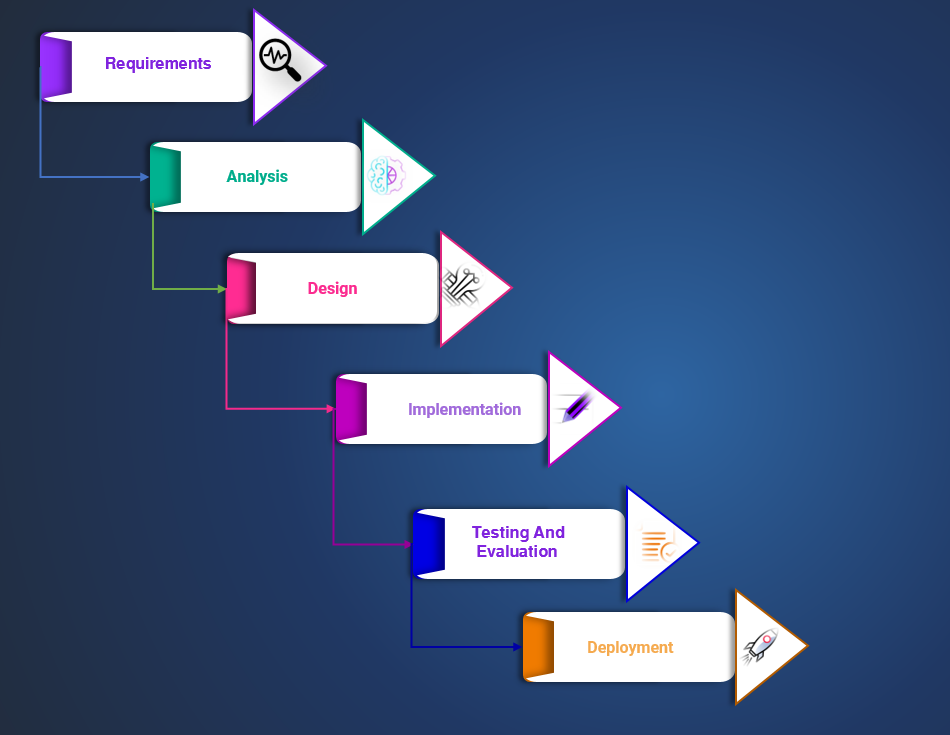 Requirements
Analysis
Design
Implementation
Testing And
Evaluation
Deployment